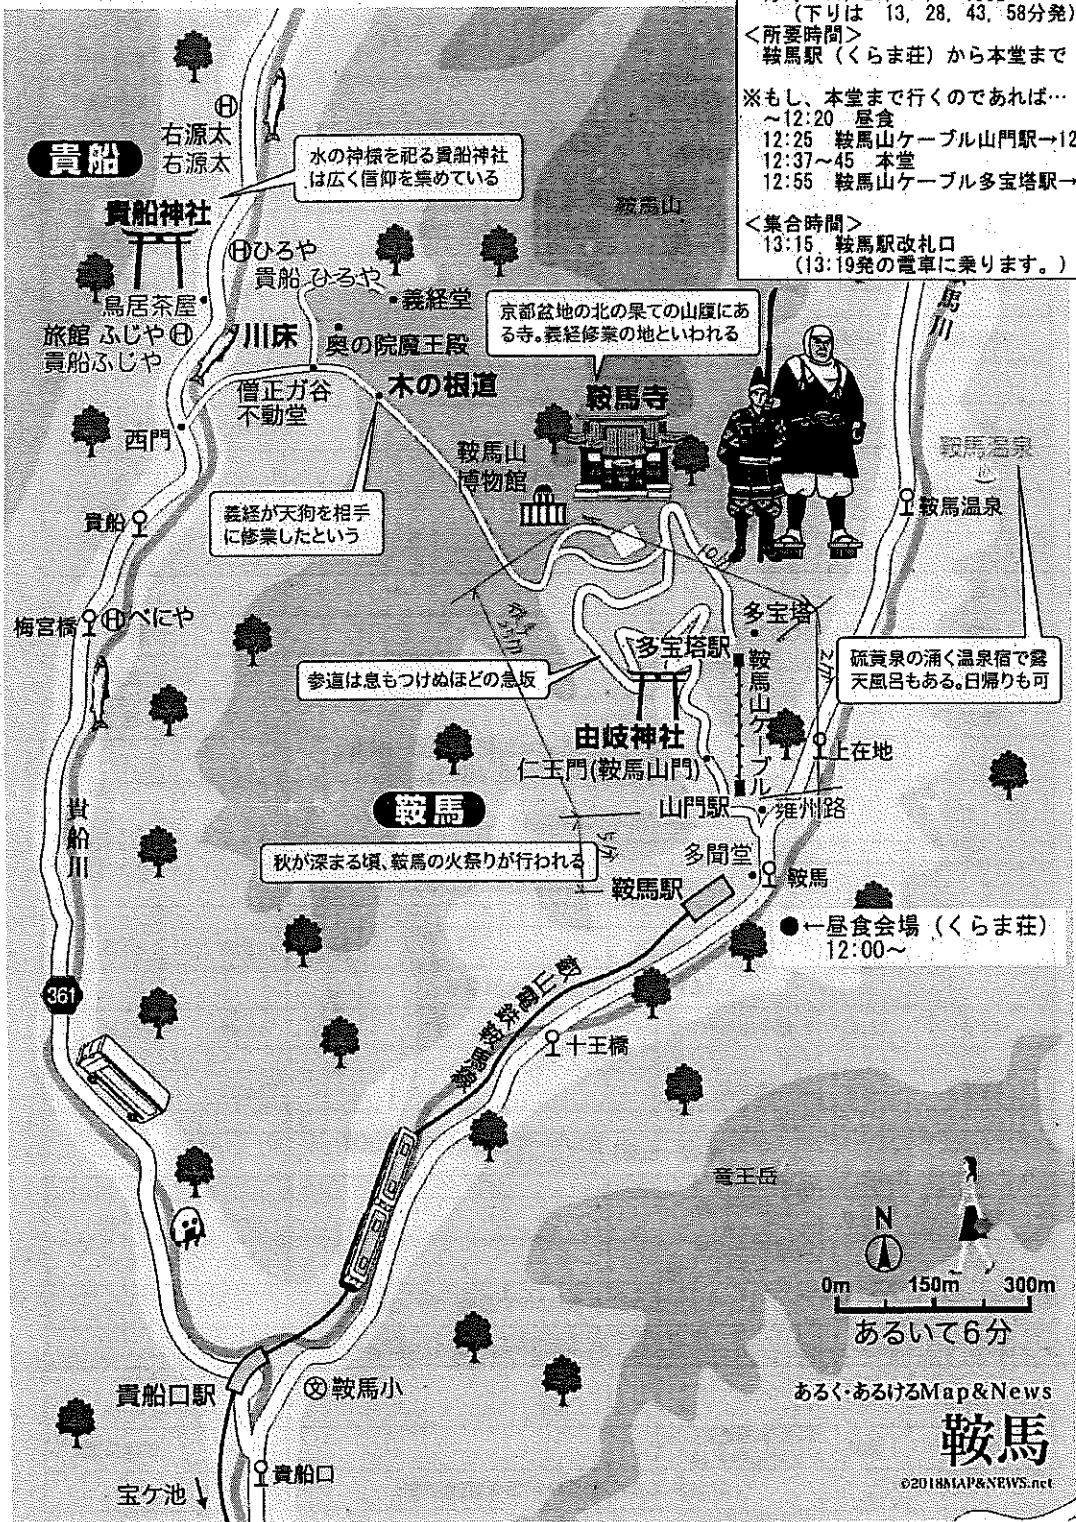 (下りは 13, 28, 43, 58分発)
<所要時間>
鞍馬駅（くらま荘）から本堂まで
※もし、本堂まで行くのであれば…
～12:20 昼食
12:25 鞍馬山ケーブル山門駅→12
12:37～45 本堂
12:55 鞍馬山ケーブル多宝塔駅→
<集合時間>
13:15 鞍馬駅改札口
(13:19発の電車に乗ります。)
H
右源太
右源太
貴船
水の神様を祀る貴船神社
は広く信仰を集めている
鞍馬山
貴船神社
Hひろや
貴船 ひろや
義経堂
鳥居茶屋
旅館 ふじやH
貴船ふじや
川床
奥の院魔王殿
京都盆地の北の果ての山腹にあ
る寺。義経修業の地といわれる
馬川
僧正ガ谷
不動堂
木の根道
鞍馬寺
西門
鞍馬山
博物館
鞍馬温泉
貴船
義経が天狗を相手
に修業したという
鞍馬温泉
梅宮橋
Hべにや
多宝塔
多宝塔駅
参道は息もつけぬほどの急坂
鞍馬山ケーブル
硫黄泉の涌く温泉宿で露
天風呂もある。日帰りも可
由岐神社
仁王門(鞍馬山門)
上在地
鞍馬
山門駅
雍州路
貴船川
秋が深まる頃、鞍馬の火祭りが行われる
5分
2分
多聞堂
鞍馬駅
鞍馬
●←昼食会場（くらま荘）
12:00～
361
叡山電鉄鞍馬線
十王橋
竜王岳
N
0m 150m 300m
あるいて6分
貴船口駅
文 鞍馬小
あるく・あるけるMap&News
鞍馬
©2018MAP&NEWS.net
貴船口
宝ケ池